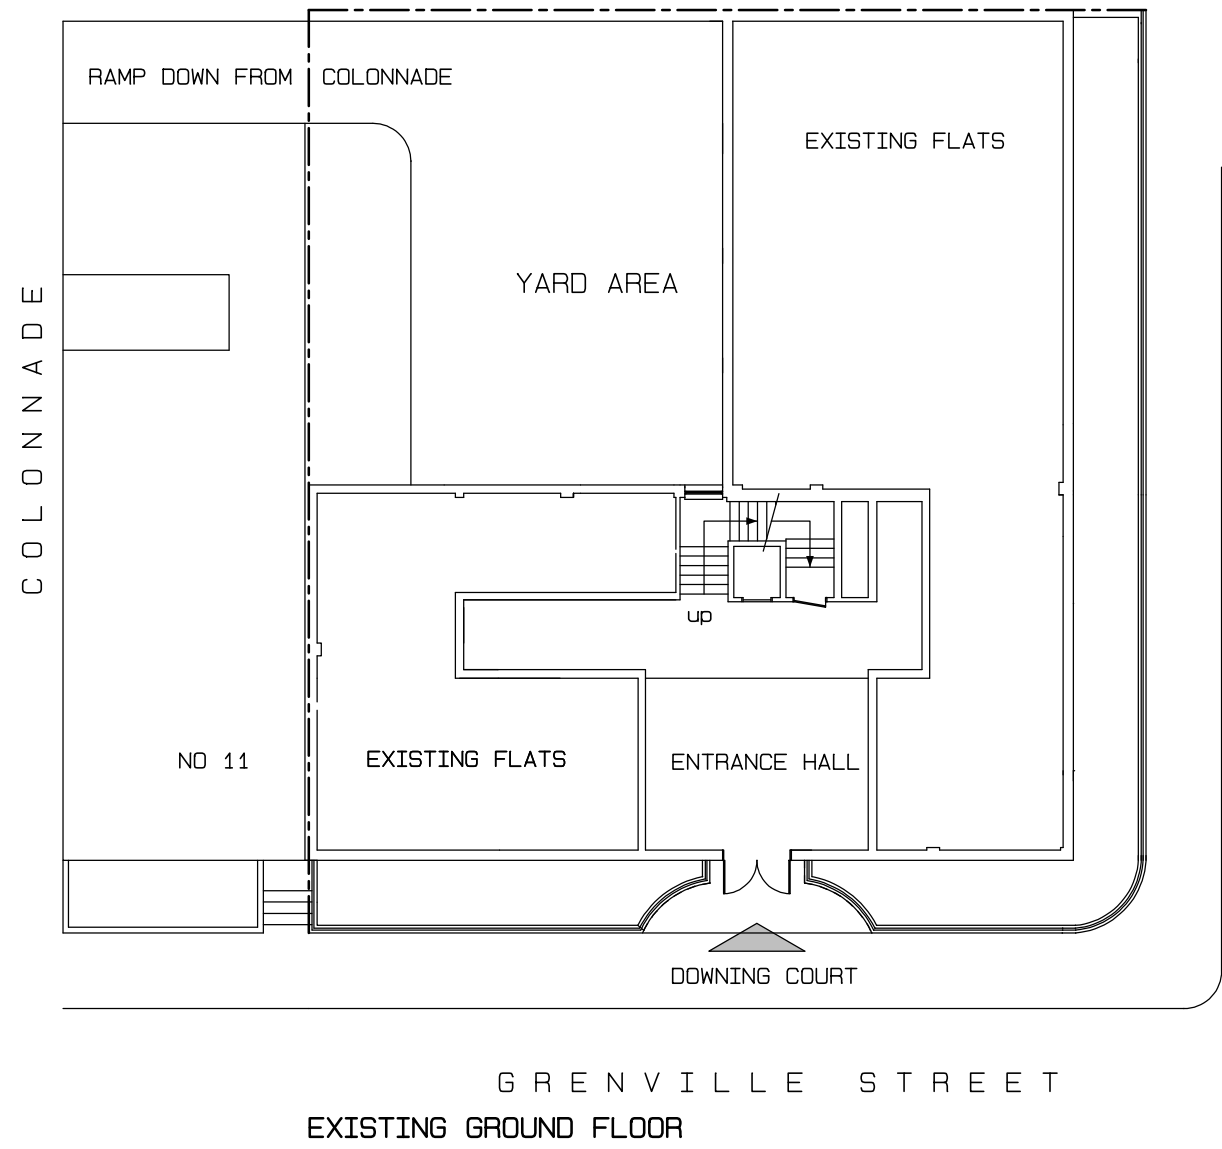 RAMP DOWN FROM COLONNADE
EXISTING FLATS
YARD AREA
COLONNADE
up
NO 11
EXISTING FLATS
ENTRANCE HALL
DOWNING COURT
GRENVILLE STREET
EXISTING GROUND FLOOR